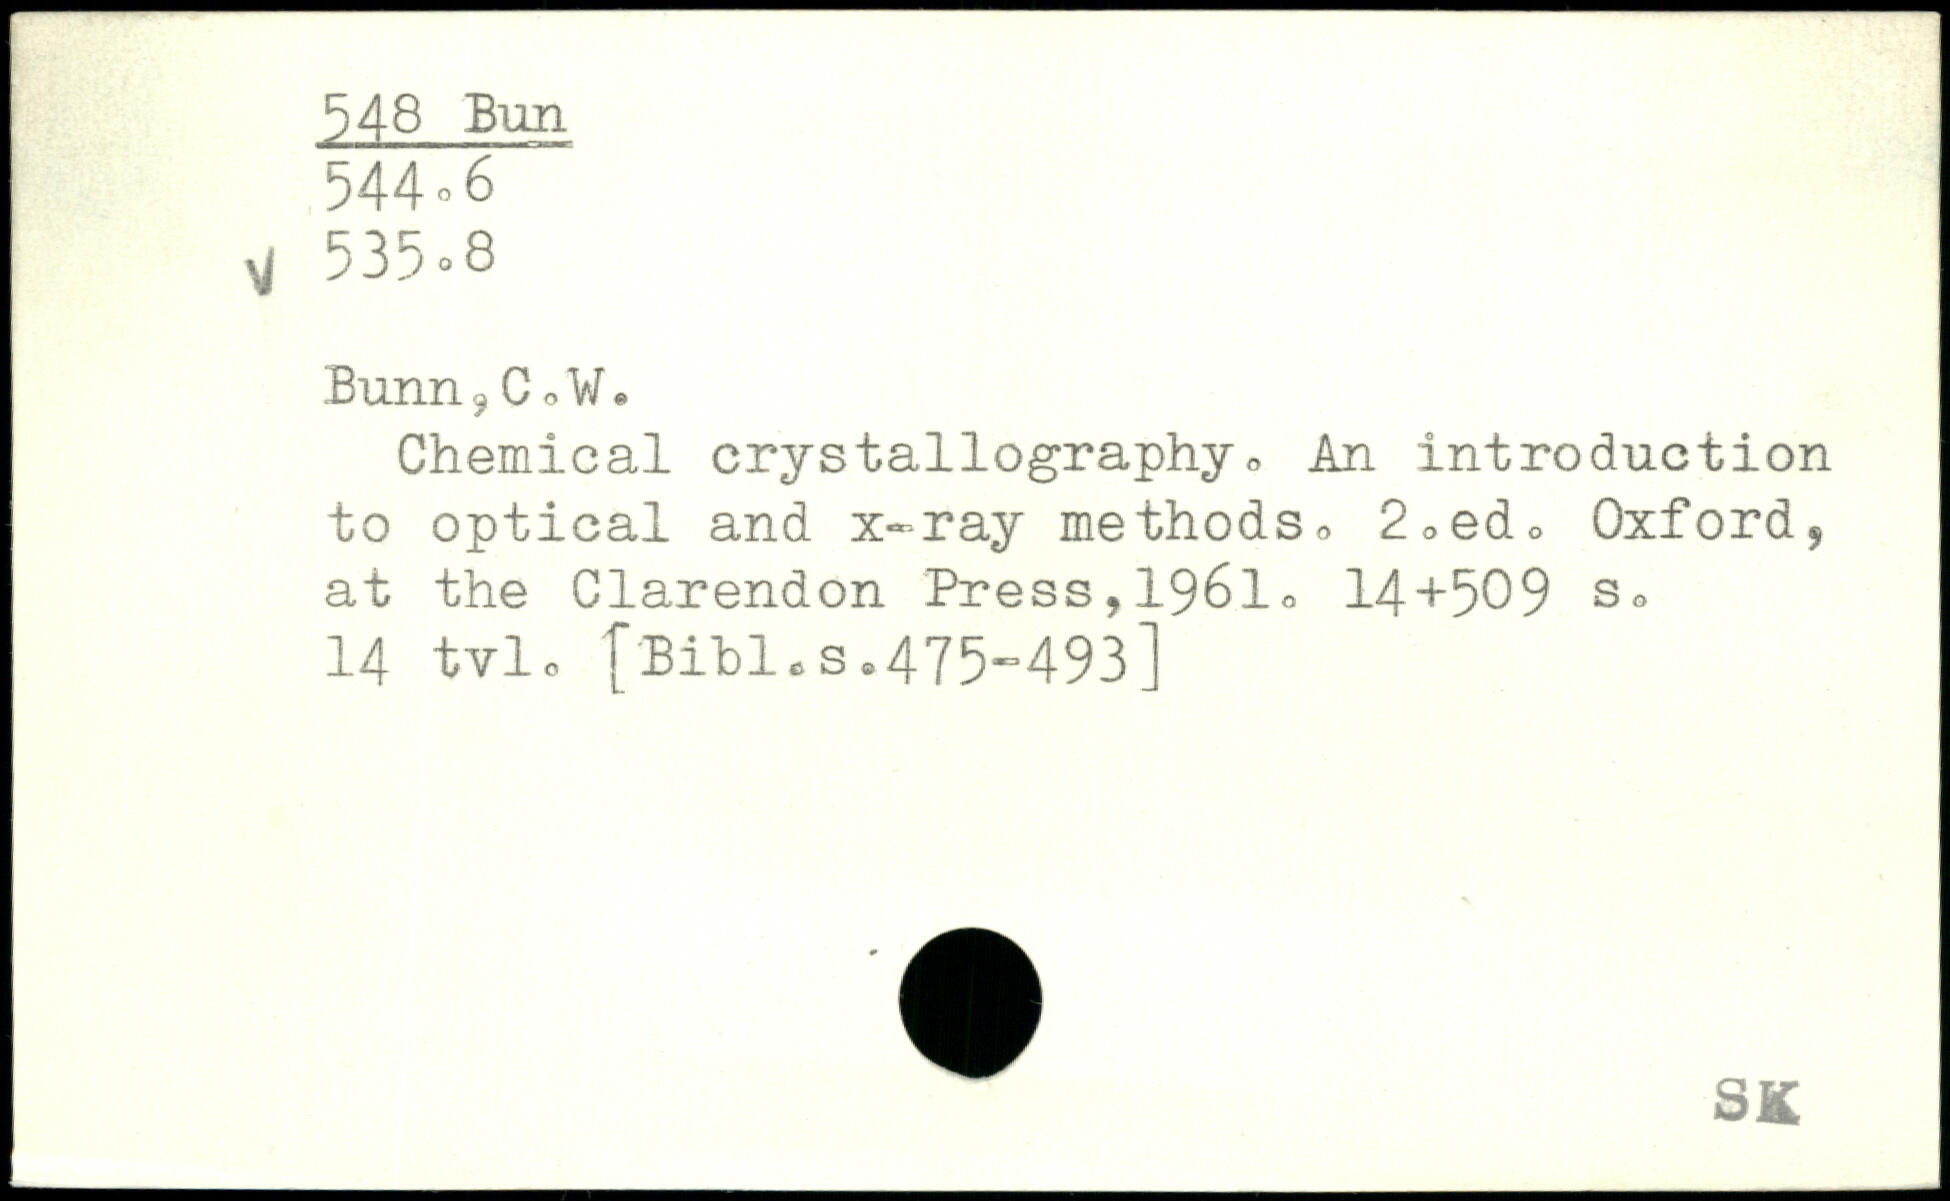 548 Bun
544.6
v 535.8
Bunn,C.W.
Chemical crystallography. An introduction
to optical and x-ray methods. 2.ed. Oxford,
at the Clarendon Press,1961. 14+509 s.
14 tvl. [Bibl.s.475-493]
SK